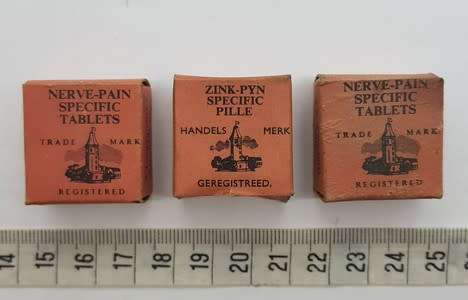 NERVE-PAIN
SPECIFIC
TABLETS
TRADE MARK
REGISTERED
ZINK-PYN
SPECIFIC
PILLE
HANDELS MERK
GEREGISTREED.
NERVE-PAIN
SPECIFIC
TABLETS
TRADE MARK
REGISTERED
14 15 16 17 18 19 20 21 22 23 24 25